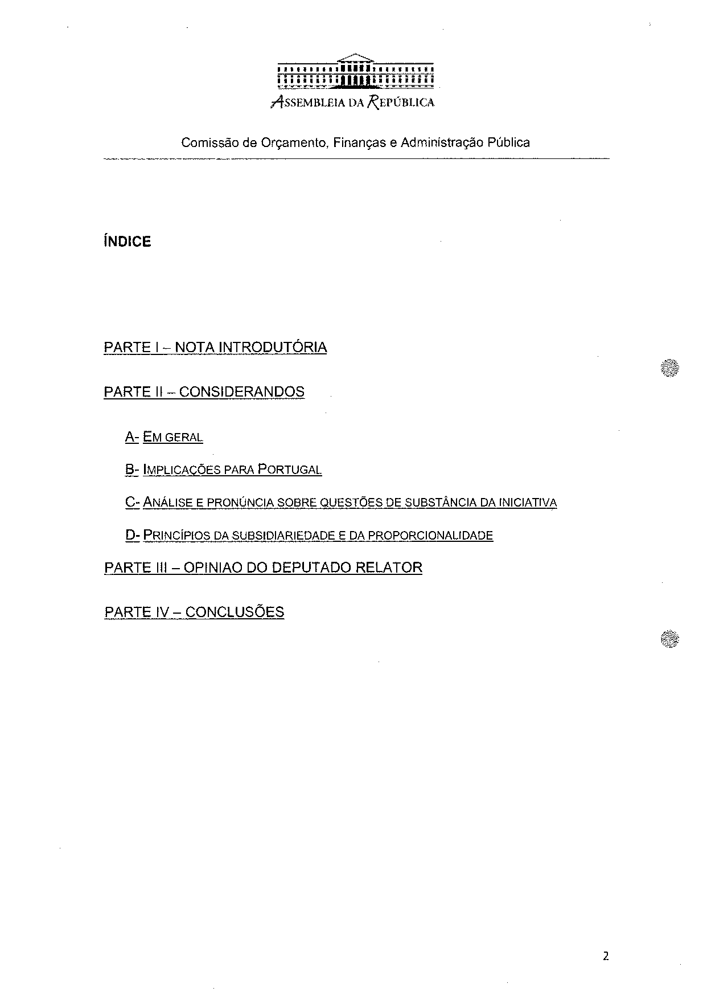 ASSEMBLEIA DA REPÚBLICA
Comissão de Orçamento, Finanças e Administração Pública
ÍNDICE
PARTE I – NOTA INTRODUTÓRIA
PARTE II – CONSIDERANDOS
A- EM GERAL
B- IMPLICAÇÕES PARA PORTUGAL
C- ANÁLISE E PRONÚNCIA SOBRE QUESTÕES DE SUBSTÂNCIA DA INICIATIVA
D- PRINCÍPIOS DA SUBSIDIARIEDADE E DA PROPORCIONALIDADE
PARTE III – OPINIAO DO DEPUTADO RELATOR
PARTE IV – CONCLUSÕES
2